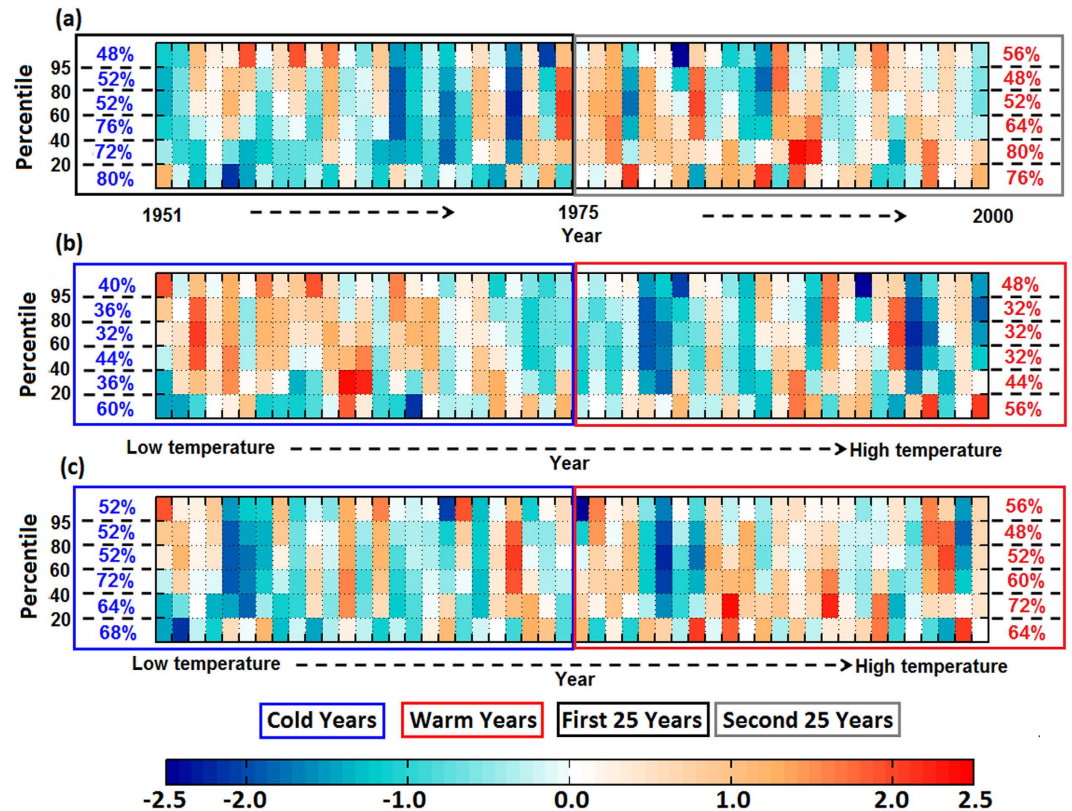 (a)
48% 56%
95
52% 48%
80
52% 52%
60
76% 64%
40
72% 80%
20
80% 76%
Percentile
1951 1975 2000
Year
(b)
40% 48%
95
36% 32%
80
32% 32%
60
44% 32%
40
36% 44%
20
60% 56%
Percentile
Low temperature High temperature
Year
(c)
52% 56%
95
52% 48%
80
52% 52%
60
72% 60%
40
64% 72%
20
68% 64%
Percentile
Low temperature High temperature
Year
Cold Years Warm Years First 25 Years Second 25 Years
-2.5 -2.0 -1.0 0.0 1.0 2.0 2.5